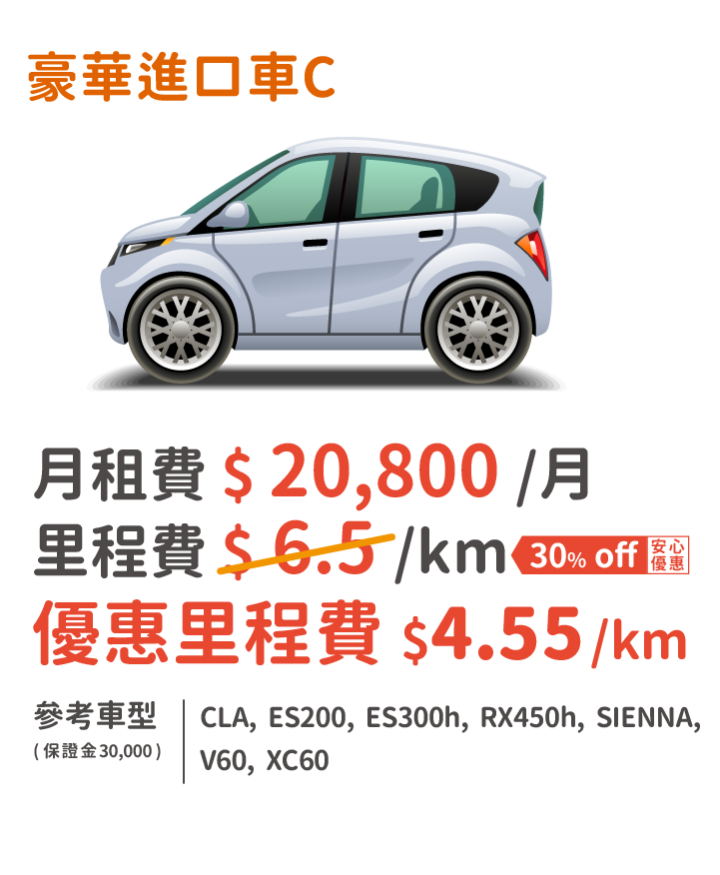 豪華進口車C
月租費 $ 20,800 /月
里程費 $ 6.5 /km 30% off 安心優惠
優惠里程費 $4.55/km
參考車型
(保證金30,000)
CLA, ES200, ES300h, RX450h, SIENNA,
V60, XC60